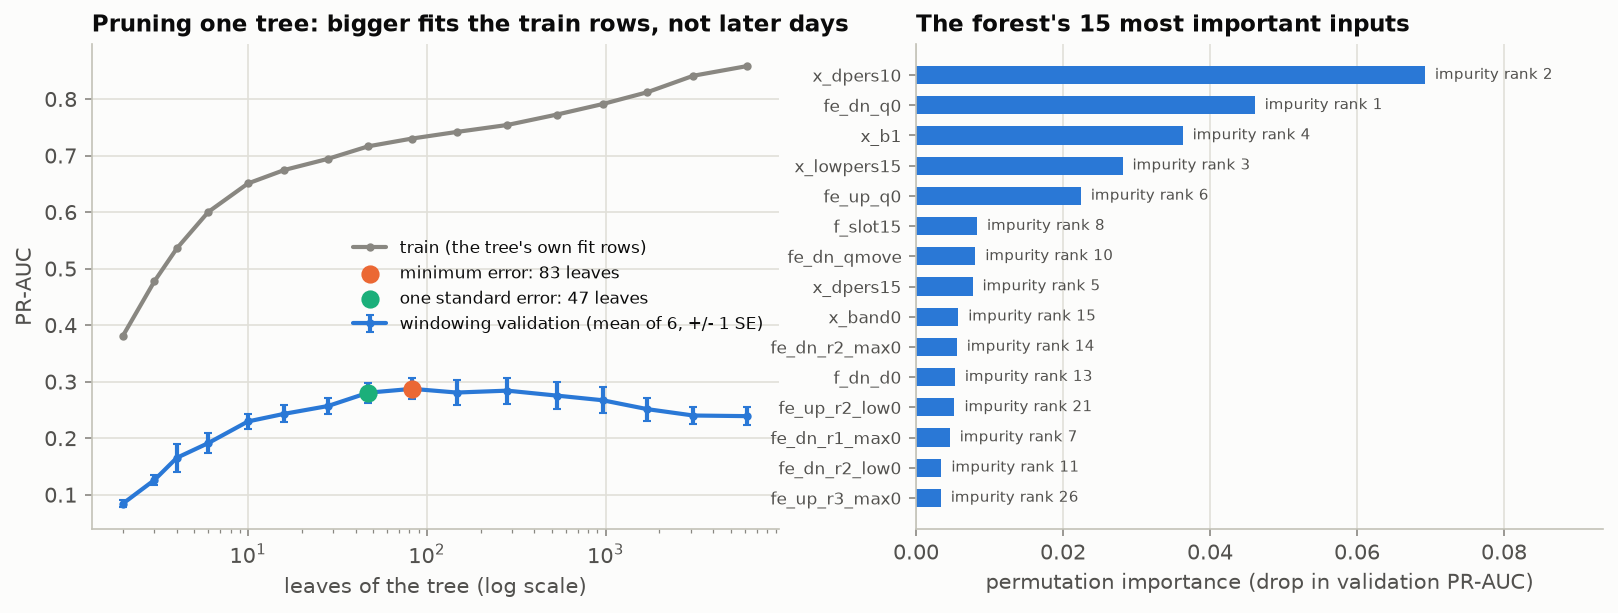 Pruning one tree: bigger fits the train rows, not later days
PR-AUC
0.8
0.7
0.6
0.5
0.4
0.3
0.2
0.1
train (the tree's own fit rows)
minimum error: 83 leaves
one standard error: 47 leaves
windowing validation (mean of 6, +/- 1 SE)
10¹ 10² 10³
leaves of the tree (log scale)
The forest's 15 most important inputs
x_dpers10 impurity rank 2
fe_dn_q0 impurity rank 1
x_b1 impurity rank 4
x_lowpers15 impurity rank 3
fe_up_q0 impurity rank 6
f_slot15 impurity rank 8
fe_dn_qmove impurity rank 10
x_dpers15 impurity rank 5
x_band0 impurity rank 15
fe_dn_r2_max0 impurity rank 14
f_dn_d0 impurity rank 13
fe_up_r2_low0 impurity rank 21
fe_dn_r1_max0 impurity rank 7
fe_dn_r2_low0 impurity rank 11
fe_up_r3_max0 impurity rank 26
0.00 0.02 0.04 0.06 0.08
permutation importance (drop in validation PR-AUC)